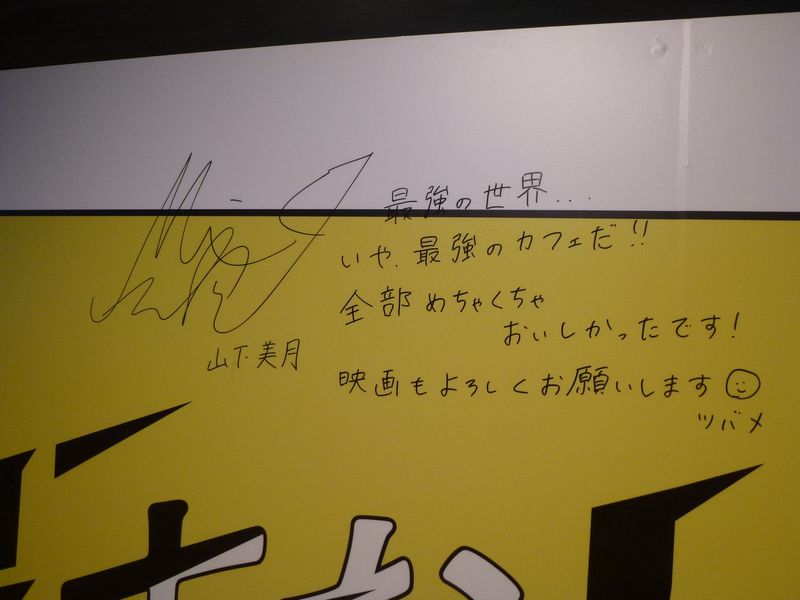 最強の世界...
いや、最強のカフェだ!!
全部めちゃくちゃ
おいしかったです!
山下美月
映画もよろしくお願いします☺
ツバメ